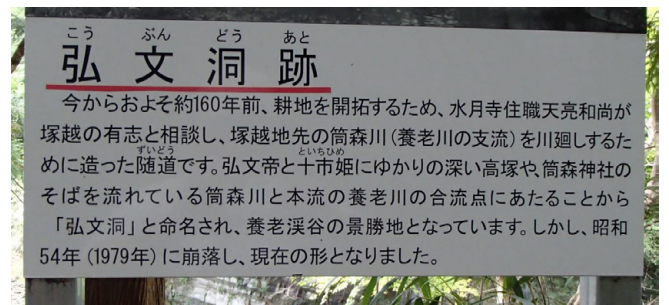 こう ぶん どう あと
弘文洞跡
今からおよそ約160年前、耕地を開拓するため、水月寺住職天亮和尚が
塚越の有志と相談し、塚越地先の筒森川(養老川の支流)を川廻しするた
ずいどう といちひめ
めに造った随道です。弘文帝と十市姫にゆかりの深い高塚や、筒森神社の
そばを流れている筒森川と本流の養老川の合流点にあたることから
「弘文洞」と命名され、養老渓谷の景勝地となっています。しかし、昭和
54年(1979年)に崩落し、現在の形となりました。